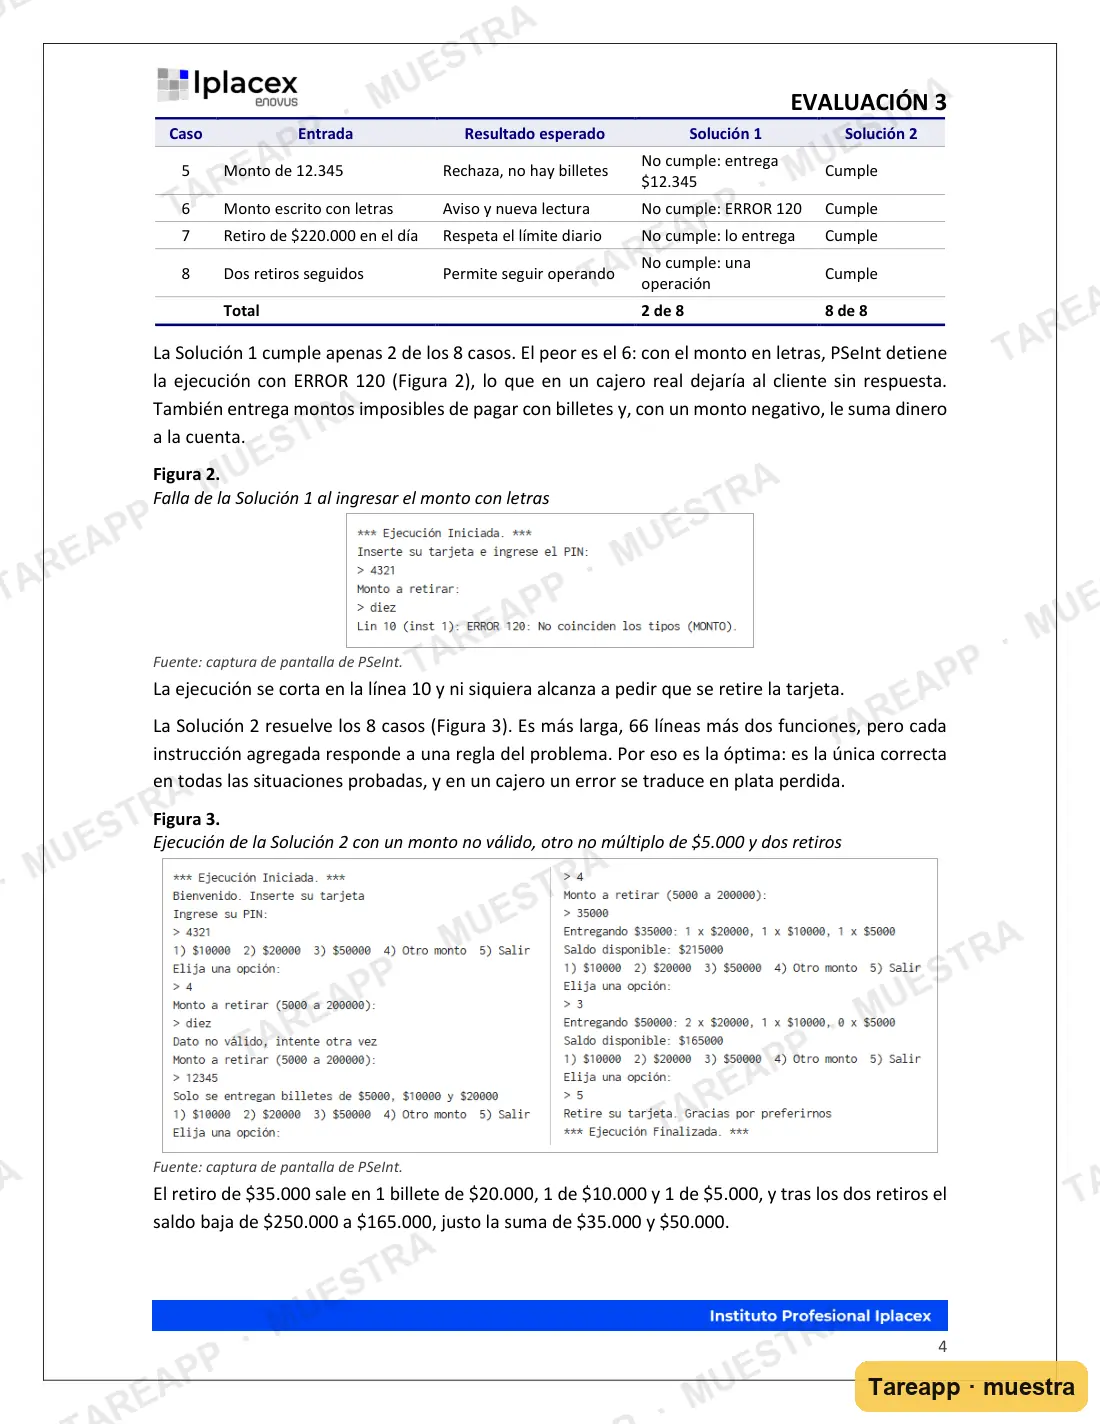 Iplacex
enovus
EVALUACIÓN 3
Caso Entrada Resultado esperado Solución 1 Solución 2
5 Monto de 12.345 Rechaza, no hay billetes No cumple: entrega $12.345 Cumple
6 Monto escrito con letras Aviso y nueva lectura No cumple: ERROR 120 Cumple
7 Retiro de $220.000 en el día Respeta el límite diario No cumple: lo entrega Cumple
8 Dos retiros seguidos Permite seguir operando No cumple: una operación Cumple
Total 2 de 8 8 de 8
La Solución 1 cumple apenas 2 de los 8 casos. El peor es el 6: con el monto en letras, PSeInt detiene
la ejecución con ERROR 120 (Figura 2), lo que en un cajero real dejaría al cliente sin respuesta.
También entrega montos imposibles de pagar con billetes y, con un monto negativo, le suma dinero
a la cuenta.
Figura 2.
Falla de la Solución 1 al ingresar el monto con letras
*** Ejecución Iniciada. ***
Inserte su tarjeta e ingrese el PIN:
> 4321
Monto a retirar:
> diez
Lin 10 (inst 1): ERROR 120: No coinciden los tipos (MONTO).
Fuente: captura de pantalla de PSeInt.
La ejecución se corta en la línea 10 y ni siquiera alcanza a pedir que se retire la tarjeta.
La Solución 2 resuelve los 8 casos (Figura 3). Es más larga, 66 líneas más dos funciones, pero cada
instrucción agregada responde a una regla del problema. Por eso es la óptima: es la única correcta
en todas las situaciones probadas, y en un cajero un error se traduce en plata perdida.
Figura 3.
Ejecución de la Solución 2 con un monto no válido, otro no múltiplo de $5.000 y dos retiros
*** Ejecución Iniciada. ***
Bienvenido. Inserte su tarjeta
Ingrese su PIN:
> 4321
1) $10000 2) $20000 3) $50000 4) Otro monto 5) Salir
Elija una opción:
> 4
Monto a retirar (5000 a 200000):
> diez
Dato no válido, intente otra vez
Monto a retirar (5000 a 200000):
> 12345
Solo se entregan billetes de $5000, $10000 y $20000
1) $10000 2) $20000 3) $50000 4) Otro monto 5) Salir
Elija una opción:
> 4
Monto a retirar (5000 a 200000):
> 35000
Entregando $35000: 1 x $20000, 1 x $10000, 1 x $5000
Saldo disponible: $215000
1) $10000 2) $20000 3) $50000 4) Otro monto 5) Salir
Elija una opción:
> 3
Entregando $50000: 2 x $20000, 1 x $10000, 0 x $5000
Saldo disponible: $165000
1) $10000 2) $20000 3) $50000 4) Otro monto 5) Salir
Elija una opción:
> 5
Retire su tarjeta. Gracias por preferirnos
*** Ejecución Finalizada. ***
Fuente: captura de pantalla de PSeInt.
El retiro de $35.000 sale en 1 billete de $20.000, 1 de $10.000 y 1 de $5.000, y tras los dos retiros el
saldo baja de $250.000 a $165.000, justo la suma de $35.000 y $50.000.
Instituto Profesional Iplacex
4
Tareapp · muestra
TAREAPP · MUESTRA